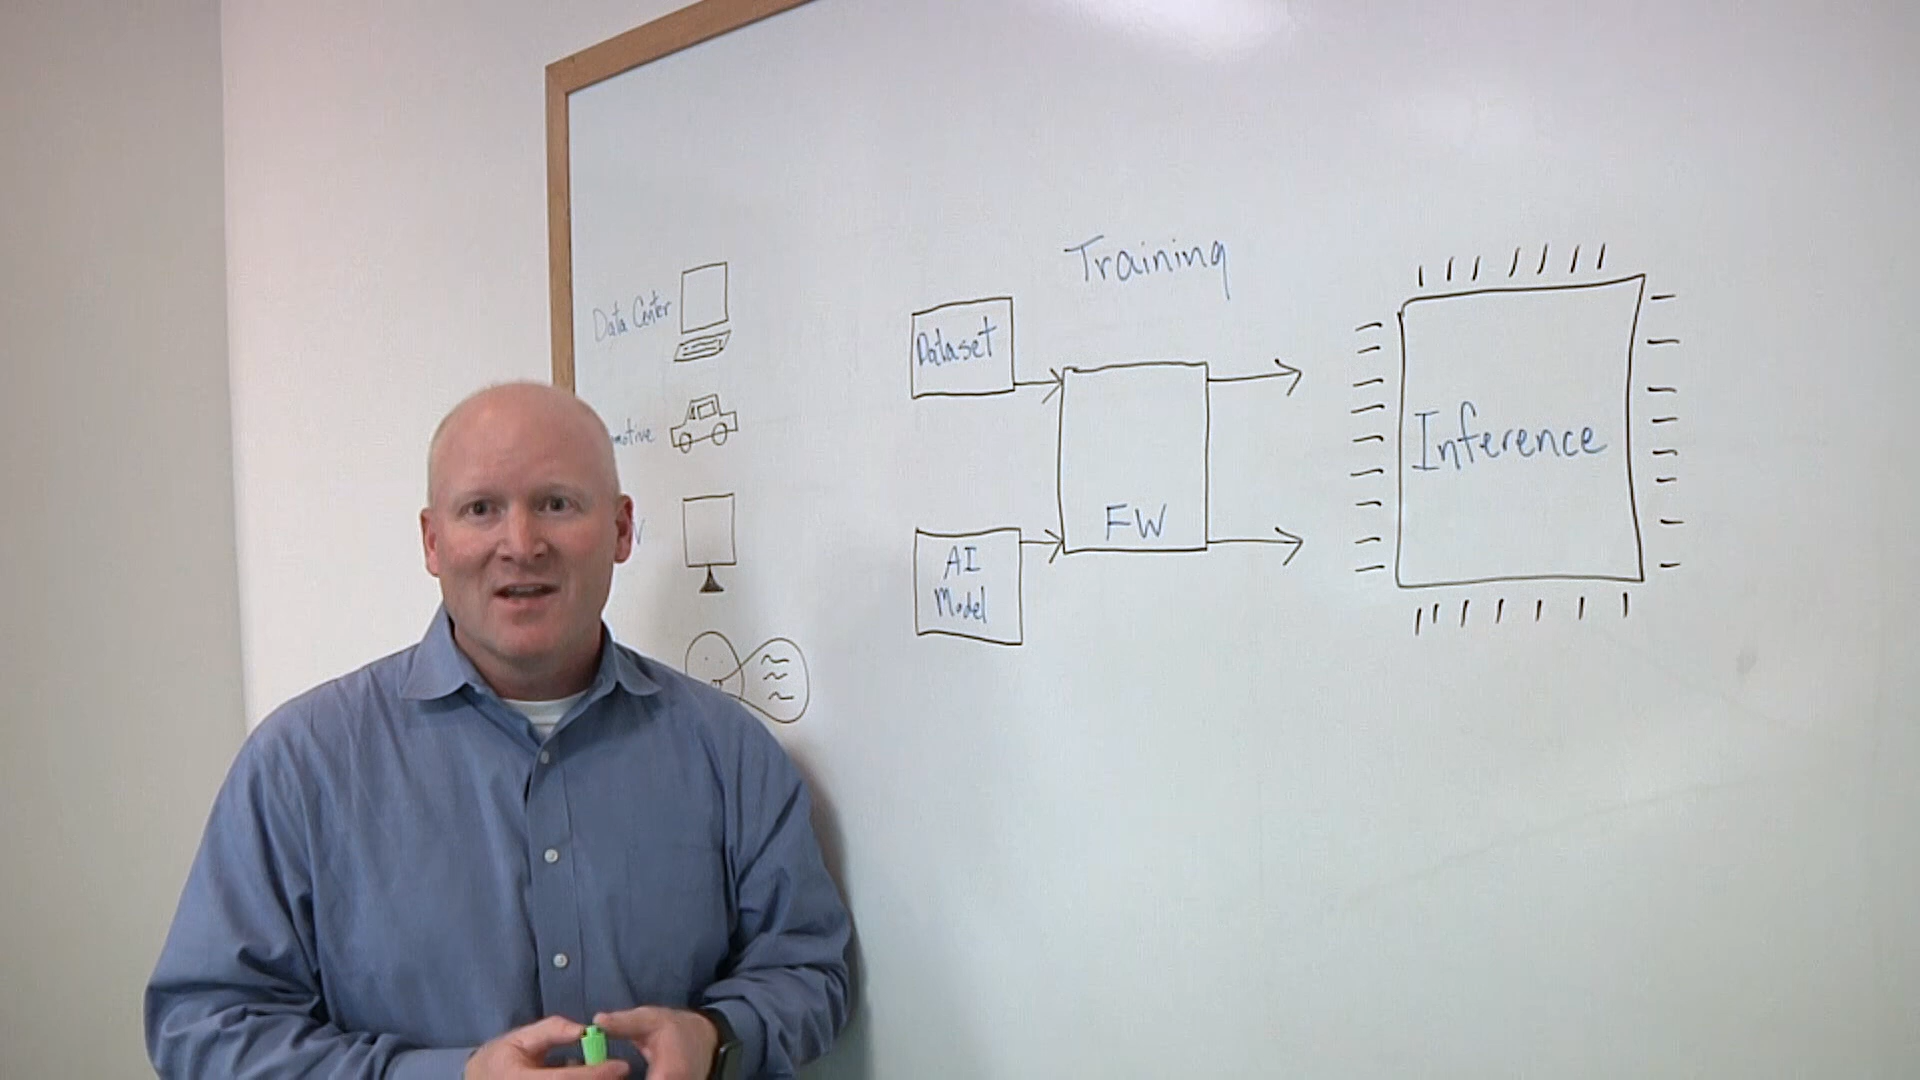 Training
Data Center
Dataset
motive
Inference
FW
AI
Model